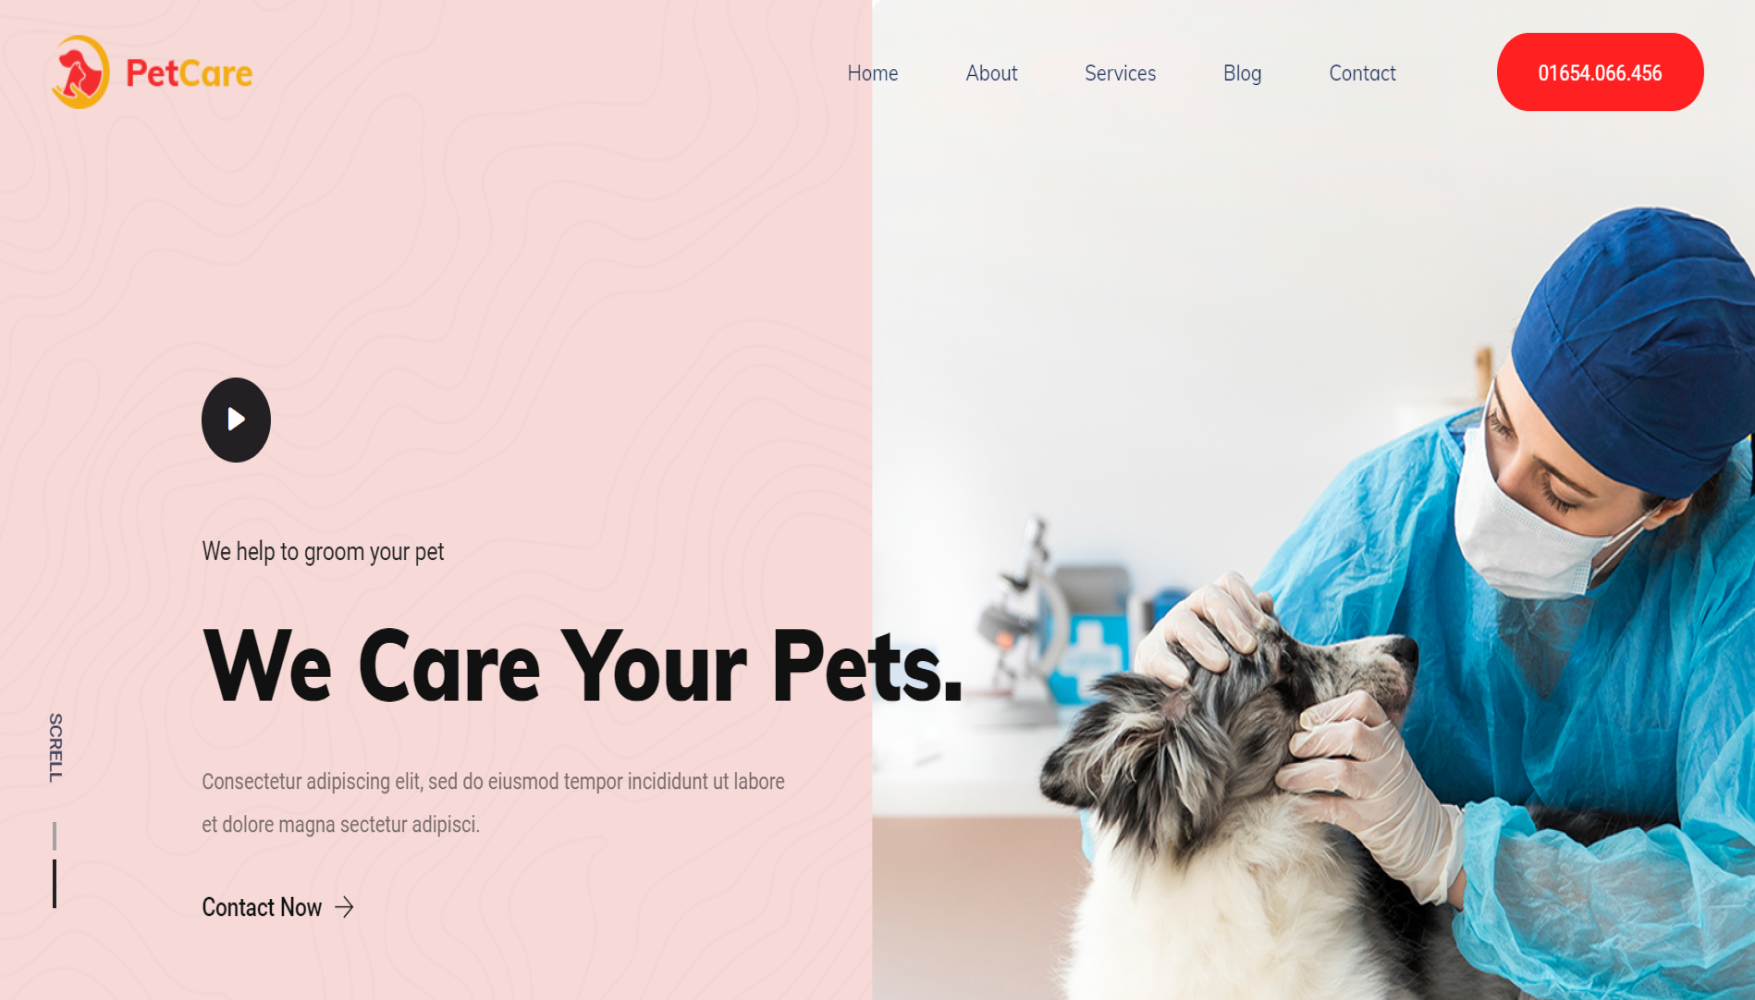 PetCare
Home
About
Services
Blog
Contact
01654.066.456
We help to groom your pet
We Care Your Pets.
SCRELL
Consectetur adipiscing elit, sed do eiusmod tempor incididunt ut labore
et dolore magna sectetur adipisci.
Contact Now